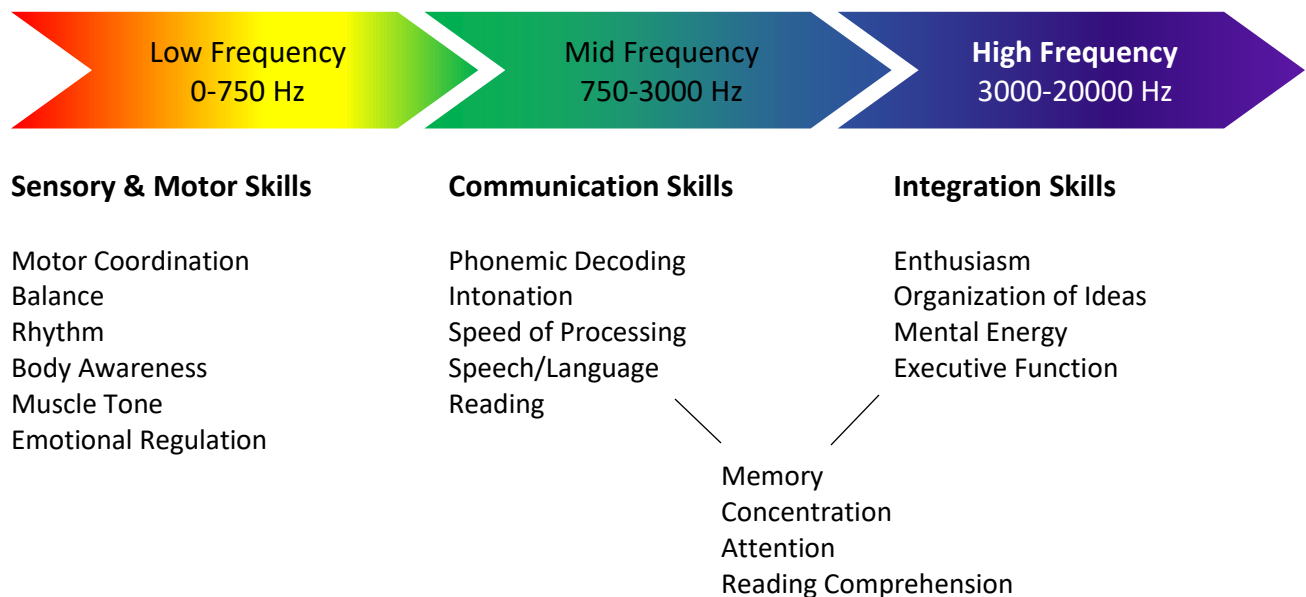 Low Frequency
0-750 Hz
Mid Frequency
750-3000 Hz
High Frequency
3000-20000 Hz
Sensory & Motor Skills
Motor Coordination
Balance
Rhythm
Body Awareness
Muscle Tone
Emotional Regulation
Communication Skills
Phonemic Decoding
Intonation
Speed of Processing
Speech/Language
Reading
Integration Skills
Enthusiasm
Organization of Ideas
Mental Energy
Executive Function
Memory
Concentration
Attention
Reading Comprehension